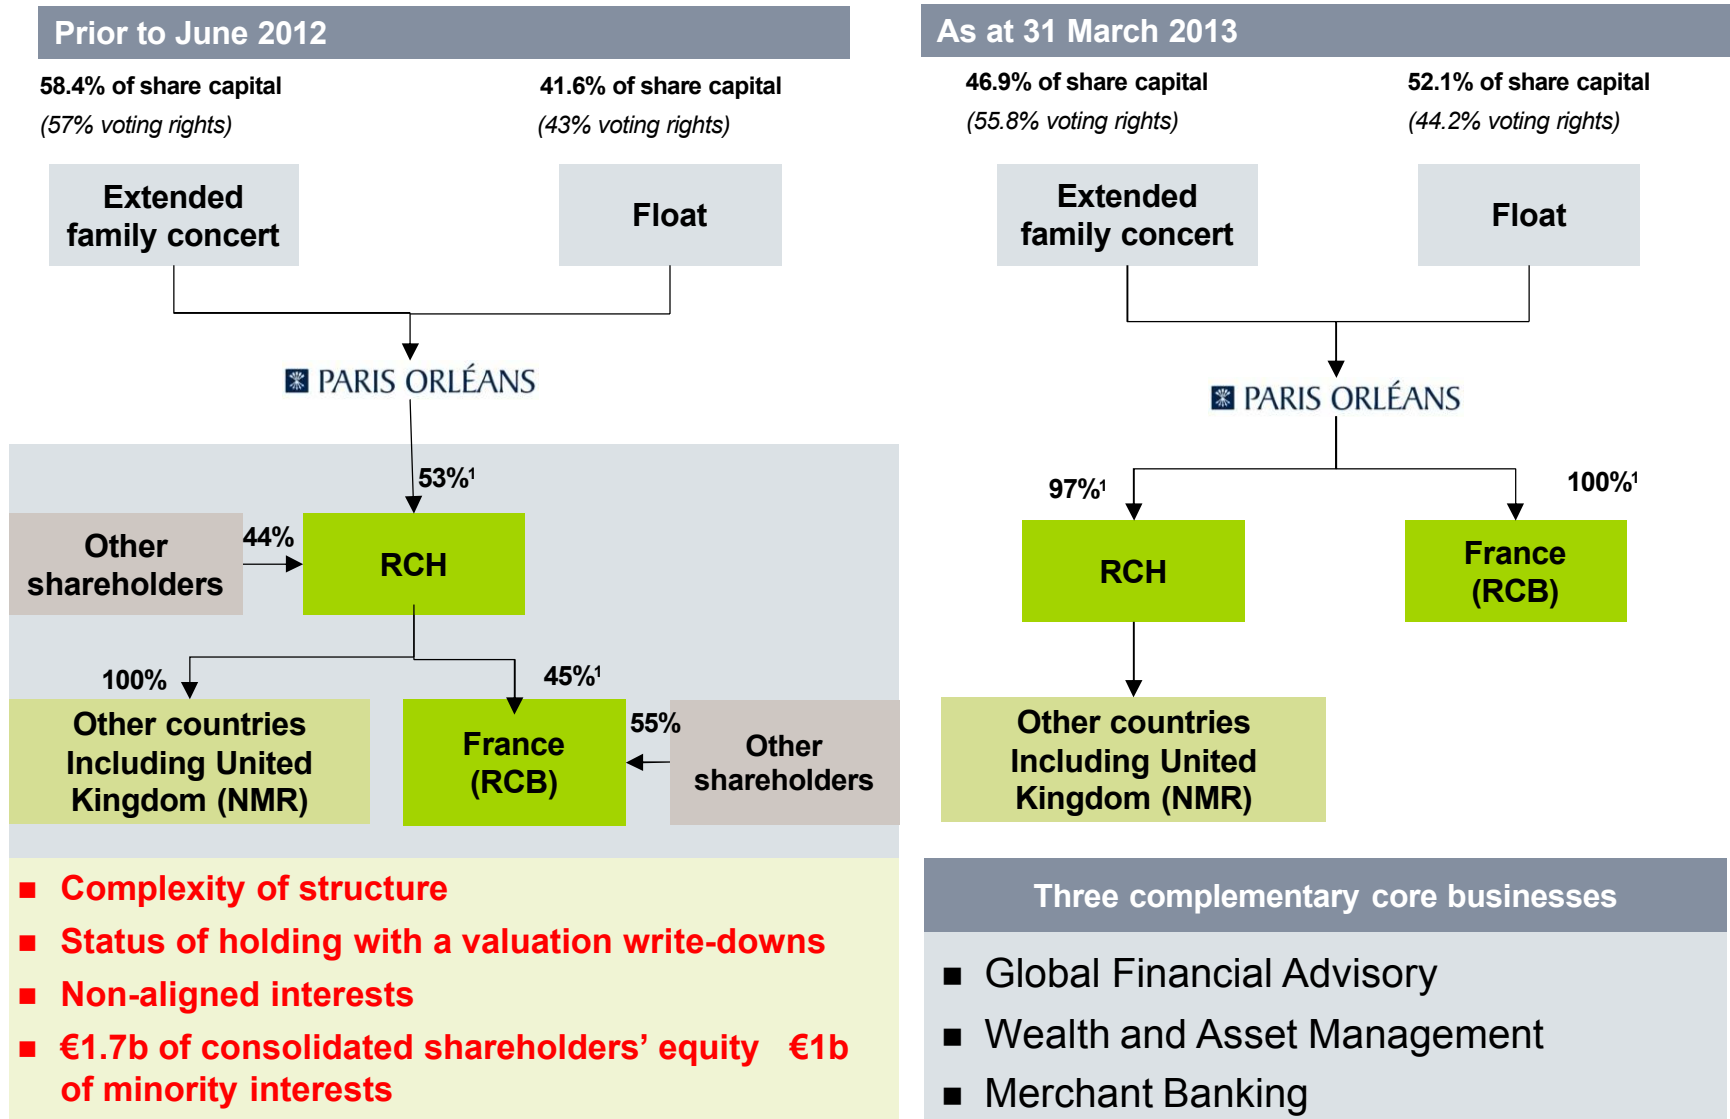 Prior to June 2012
58.4% of share capital
(57% voting rights)
41.6% of share capital
(43% voting rights)
Extended
family concert
Float
PARIS ORLÉANS
53%¹
Other
shareholders
44%
RCH
100%
45%¹
Other countries
Including United
Kingdom (NMR)
France
(RCB)
55%
Other
shareholders
■ Complexity of structure
■ Status of holding with a valuation write-downs
■ Non-aligned interests
■ €1.7b of consolidated shareholders’ equity €1b
of minority interests
As at 31 March 2013
46.9% of share capital
(55.8% voting rights)
52.1% of share capital
(44.2% voting rights)
Extended
family concert
Float
PARIS ORLÉANS
97%¹
100%¹
RCH
France
(RCB)
Other countries
Including United
Kingdom (NMR)
Three complementary core businesses
■ Global Financial Advisory
■ Wealth and Asset Management
■ Merchant Banking